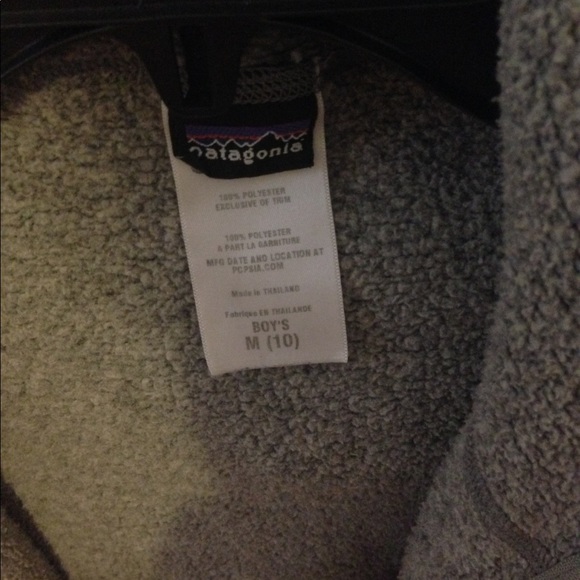 patagonia
100% POLYESTER
EXCLUSIVE OF TRIM
100% POLYESTER
A PART LA GARNITURE
MFG DATE AND LOCATION AT
PCPSIA.COM
Made in THAILAND
Fabriqué EN THAILANDE
BOY'S
M (10)